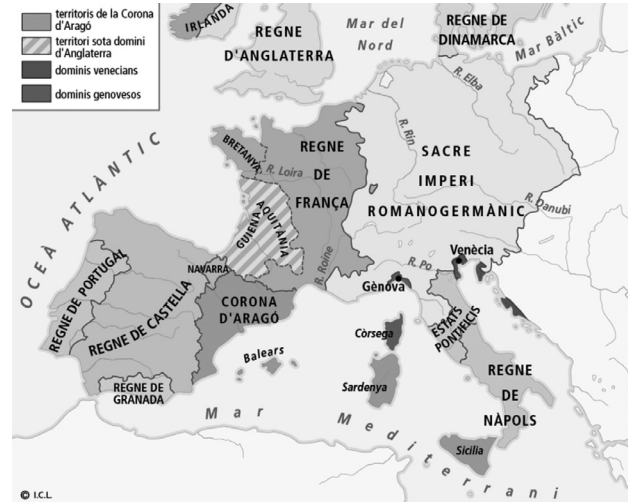 territoris de la Corona
d'Aragó
territori sota domini
d'Anglaterra
dominis venecians
dominis genovesos
IRLANDA
REGNE
D'ANGLATERRA
Mar del
Nord
REGNE DE
DINAMARCA
Mar Bàltic
R. Elba
R. Rin
OCEÀ ATLÀNTIC
BRETANYA
R. Loira
REGNE
DE
FRANÇA
SACRE
IMPERI
ROMANOGERMÀNIC
R. Danubi
GUIENA
AQUITÀNIA
R. Roine
R. Po
Venècia
Gènova
NAVARRA
REGNE DE PORTUGAL
REGNE DE CASTELLA
CORONA
D'ARAGÓ
ESTATS
PONTIFICIS
Còrsega
Balears
Sardenya
REGNE
DE
NÀPOLS
REGNE DE
GRANADA
Mar Mediterrani
Sicília
© I.C.L.